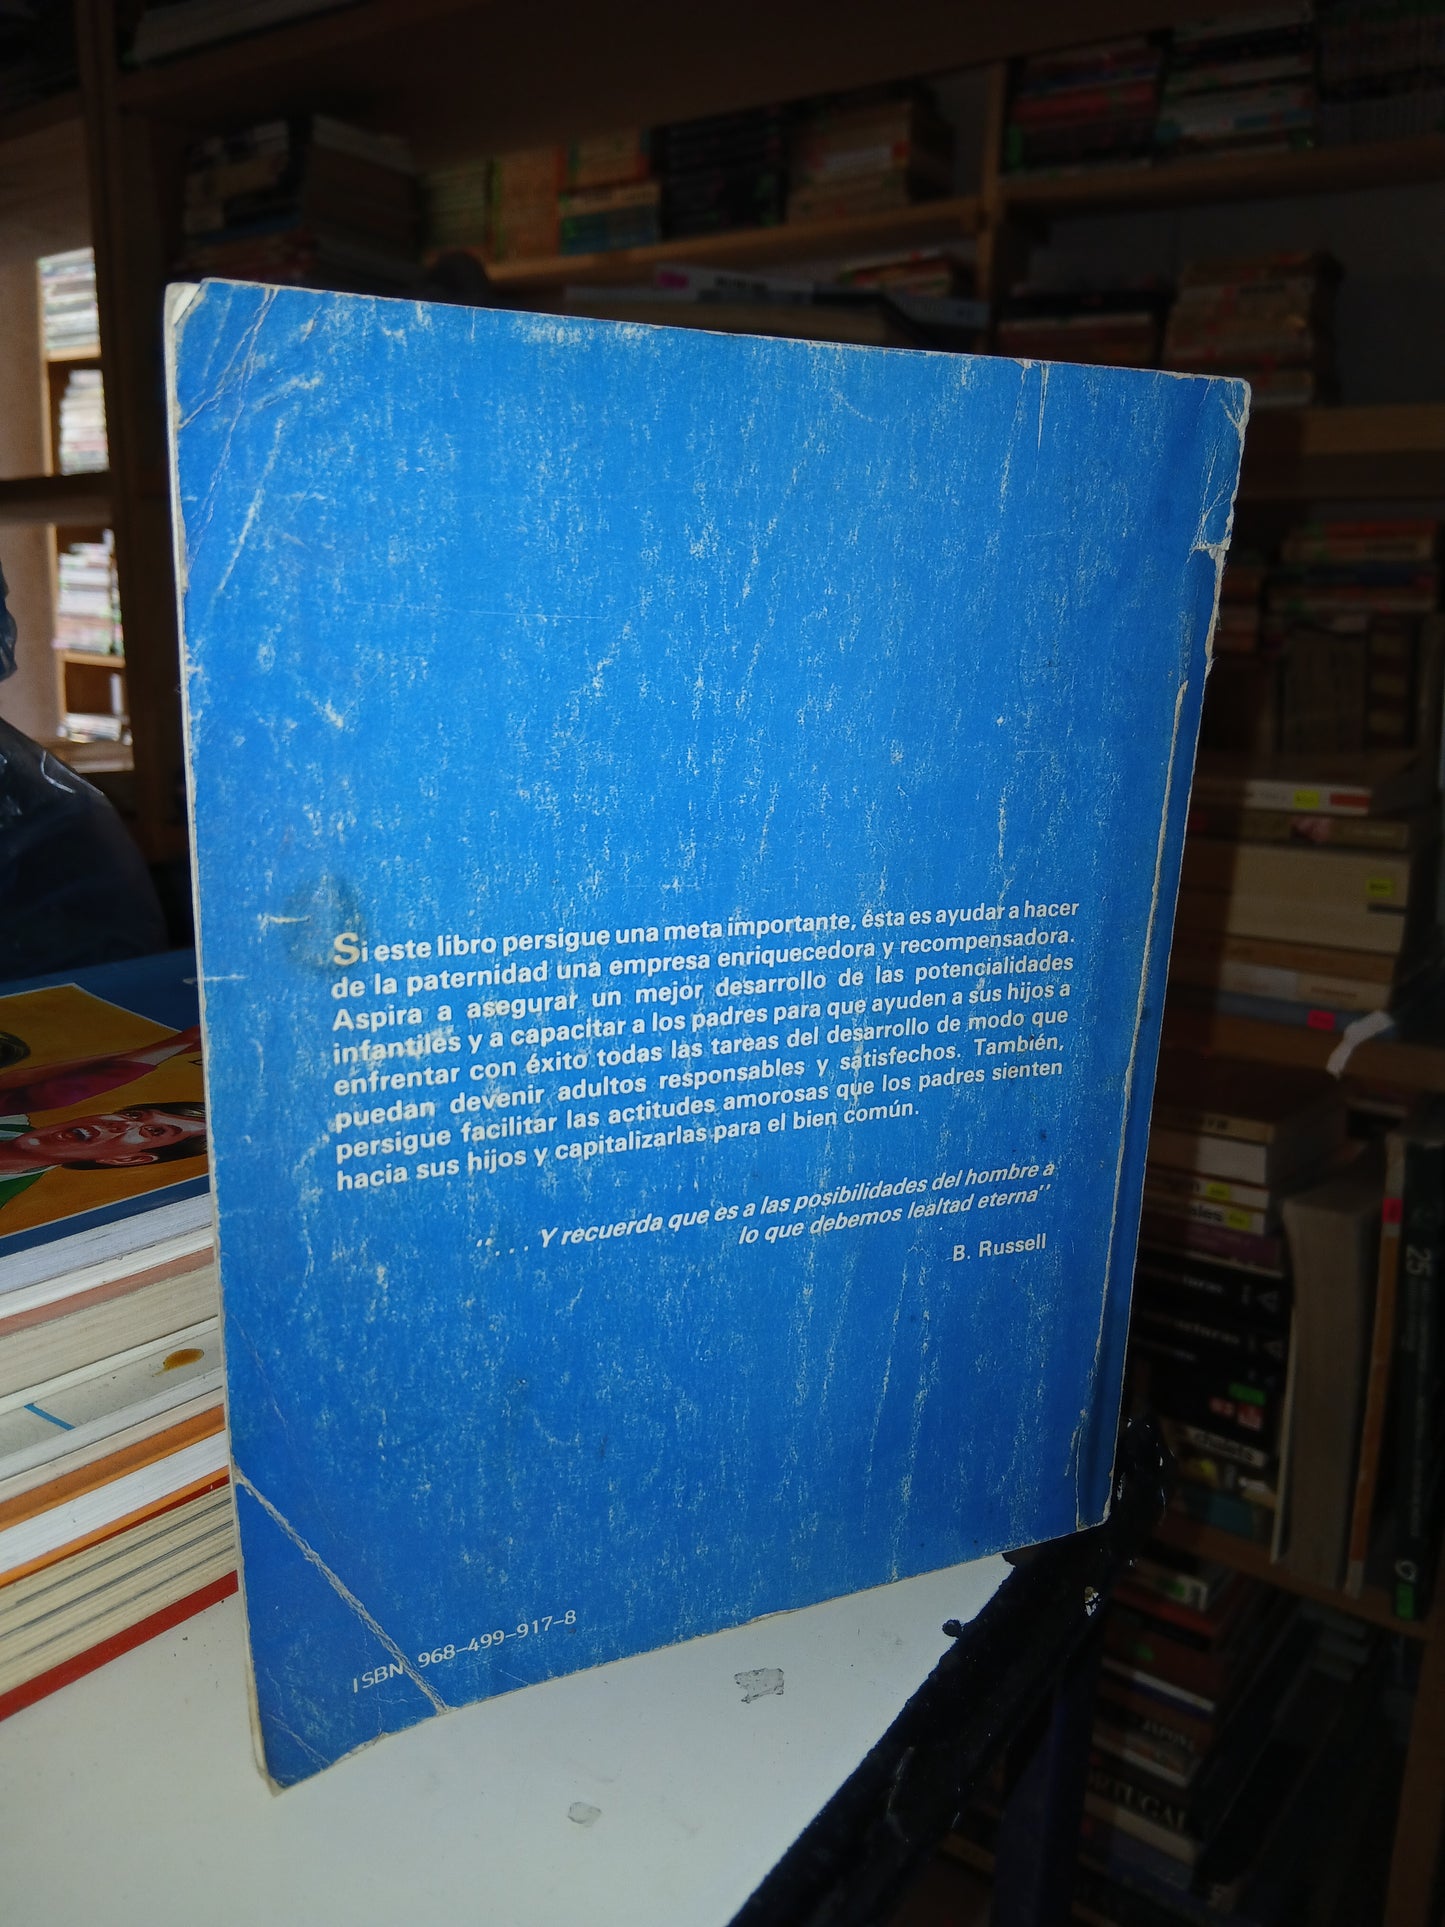 Si este libro persigue una meta importante, ésta es ayudar a hacer
de la paternidad una empresa enriquecedora y recompensadora.
Aspira a asegurar un mejor desarrollo de las potencialidades
infantiles y a capacitar a los padres para que ayuden a sus hijos a
enfrentar con éxito todas las tareas del desarrollo de modo que
puedan devenir adultos responsables y satisfechos. También,
persigue facilitar las actitudes amorosas que los padres sienten
hacia sus hijos y capitalizarlas para el bien común.
“. . . Y recuerda que es a las posibilidades del hombre a
lo que debemos lealtad eterna”
B. Russell
ISBN 968-499-917-8
25